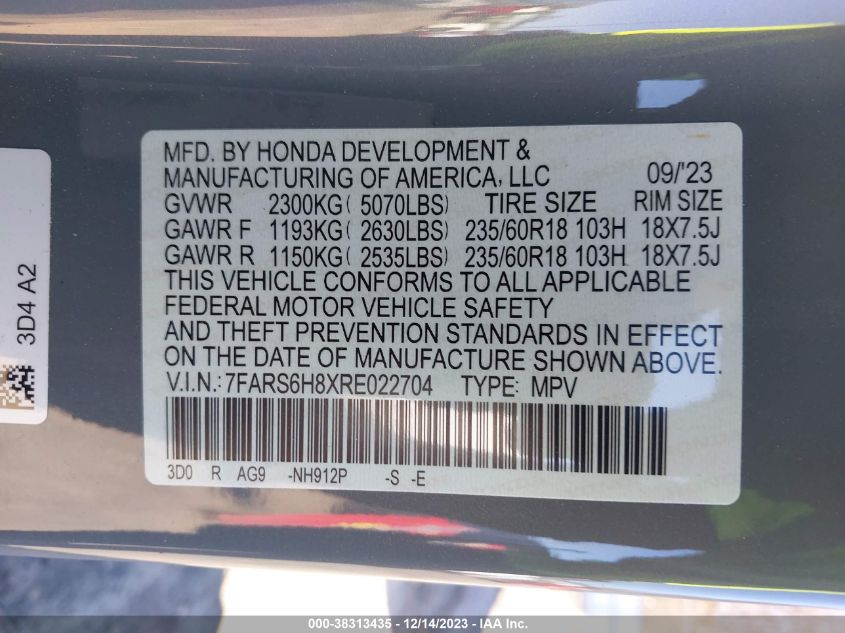 MFD. BY HONDA DEVELOPMENT &
MANUFACTURING OF AMERICA, LLC 09/'23
GVWR 2300KG( 5070LBS) TIRE SIZE RIM SIZE
GAWR F 1193KG( 2630LBS) 235/60R18 103H 18X7.5J
GAWR R 1150KG( 2535LBS) 235/60R18 103H 18X7.5J
THIS VEHICLE CONFORMS TO ALL APPLICABLE
FEDERAL MOTOR VEHICLE SAFETY
AND THEFT PREVENTION STANDARDS IN EFFECT
ON THE DATE OF MANUFACTURE SHOWN ABOVE.
V.I.N.: 7FARS6H8XRE022704 TYPE: MPV
3D0 R AG9 -NH912P -S -E
3D4 A2
000-38313435 - 12/14/2023 - IAA Inc.